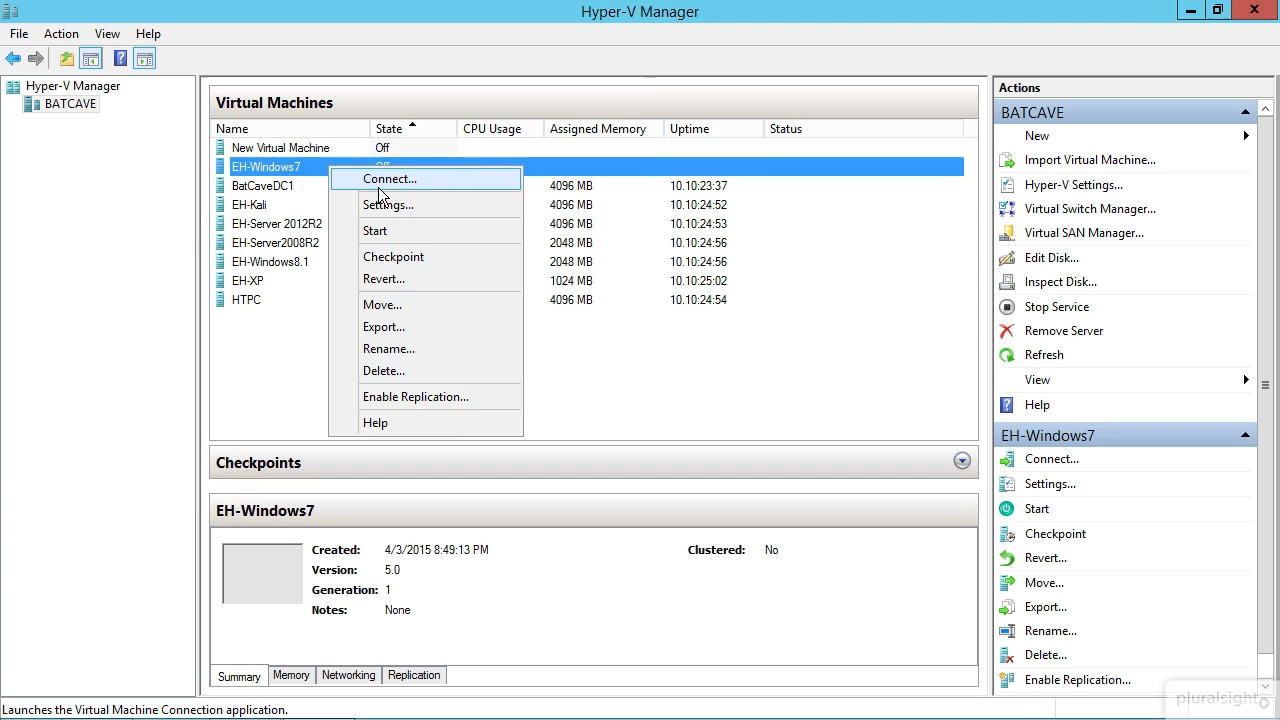 Hyper-V Manager
File Action View Help
Hyper-V Manager
BATCAVE
Virtual Machines
Name State CPU Usage Assigned Memory Uptime Status
New Virtual Machine Off
EH-Windows7
BatCaveDC1 4096 MB 10.10:23:37
EH-Kali 4096 MB 10.10:24:52
EH-Server 2012R2 4096 MB 10.10:24:53
EH-Server2008R2 2048 MB 10.10:24:56
EH-Windows8.1 2048 MB 10.10:24:56
EH-XP 1024 MB 10.10:25:02
HTPC 4096 MB 10.10:24:54
Connect...
Settings...
Start
Checkpoint
Revert...
Move...
Export...
Rename...
Delete...
Enable Replication...
Help
Checkpoints
EH-Windows7
Created: 4/3/2015 8:49:13 PM Clustered: No
Version: 5.0
Generation: 1
Notes: None
Summary Memory Networking Replication
Actions
BATCAVE
New
Import Virtual Machine...
Hyper-V Settings...
Virtual Switch Manager...
Virtual SAN Manager...
Edit Disk...
Inspect Disk...
Stop Service
Remove Server
Refresh
View
Help
EH-Windows7
Connect...
Settings...
Start
Checkpoint
Revert...
Move...
Export...
Rename...
Delete...
Enable Replication...
Launches the Virtual Machine Connection application.
pluralsight